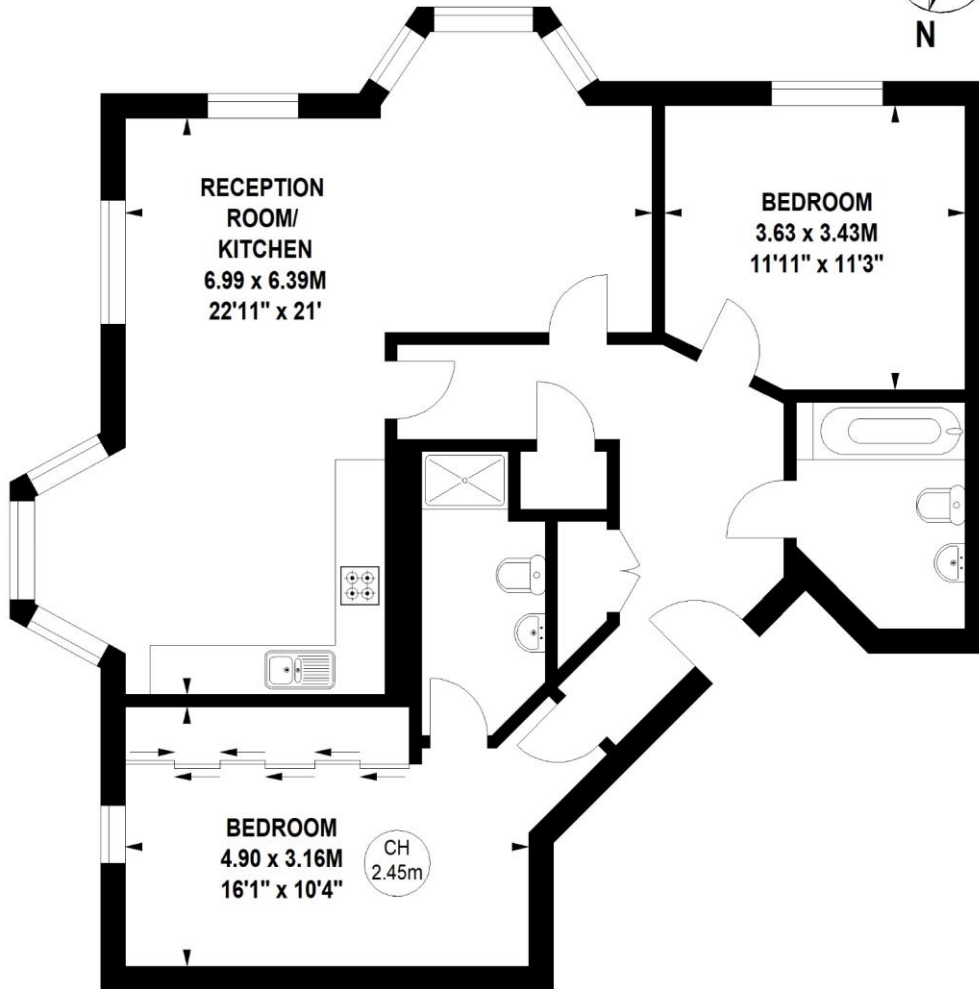 N
RECEPTION
ROOM/
KITCHEN
6.99 x 6.39M
22'11" x 21'
BEDROOM
3.63 x 3.43M
11'11" x 11'3"
BEDROOM
4.90 x 3.16M
16'1" x 10'4"
CH
2.45m